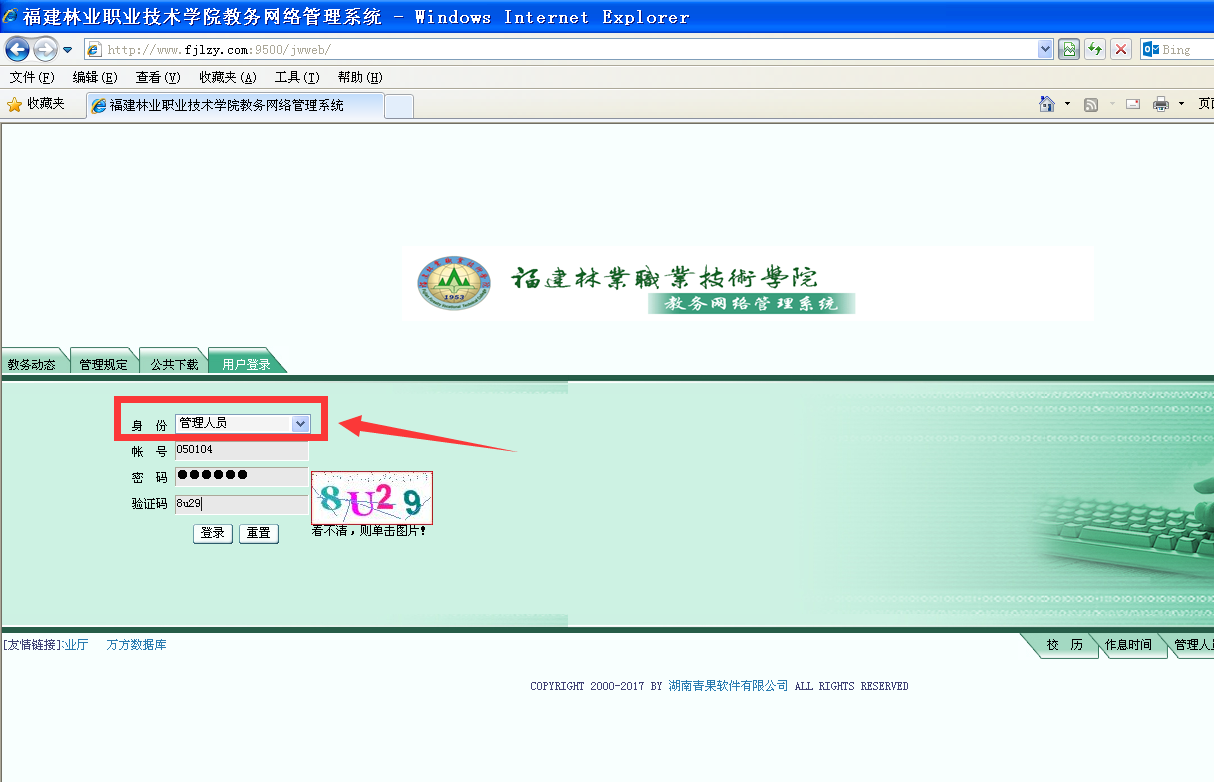 福建林业职业技术学院教务网络管理系统 - Windows Internet Explorer
http://www.fjlzy.com:9500/jwweb/
Bing
文件(F) 编辑(E) 查看(V) 收藏夹(A) 工具(T) 帮助(H)
收藏夹 福建林业职业技术学院教务网络管理系统
1953
福建林業職業技術學院
教务网络管理系统
教务动态 管理规定 公共下载 用户登录
身 份 管理人员
帐 号 050104
密 码 ●●●●●●
验证码 8u29
8U29
登录 重置
看不清，则单击图片!
[友情链接]:业厅 万方数据库
校 历 作息时间 管理人
COPYRIGHT 2000-2017 BY 湖南青果软件有限公司 ALL RIGHTS RESERVED